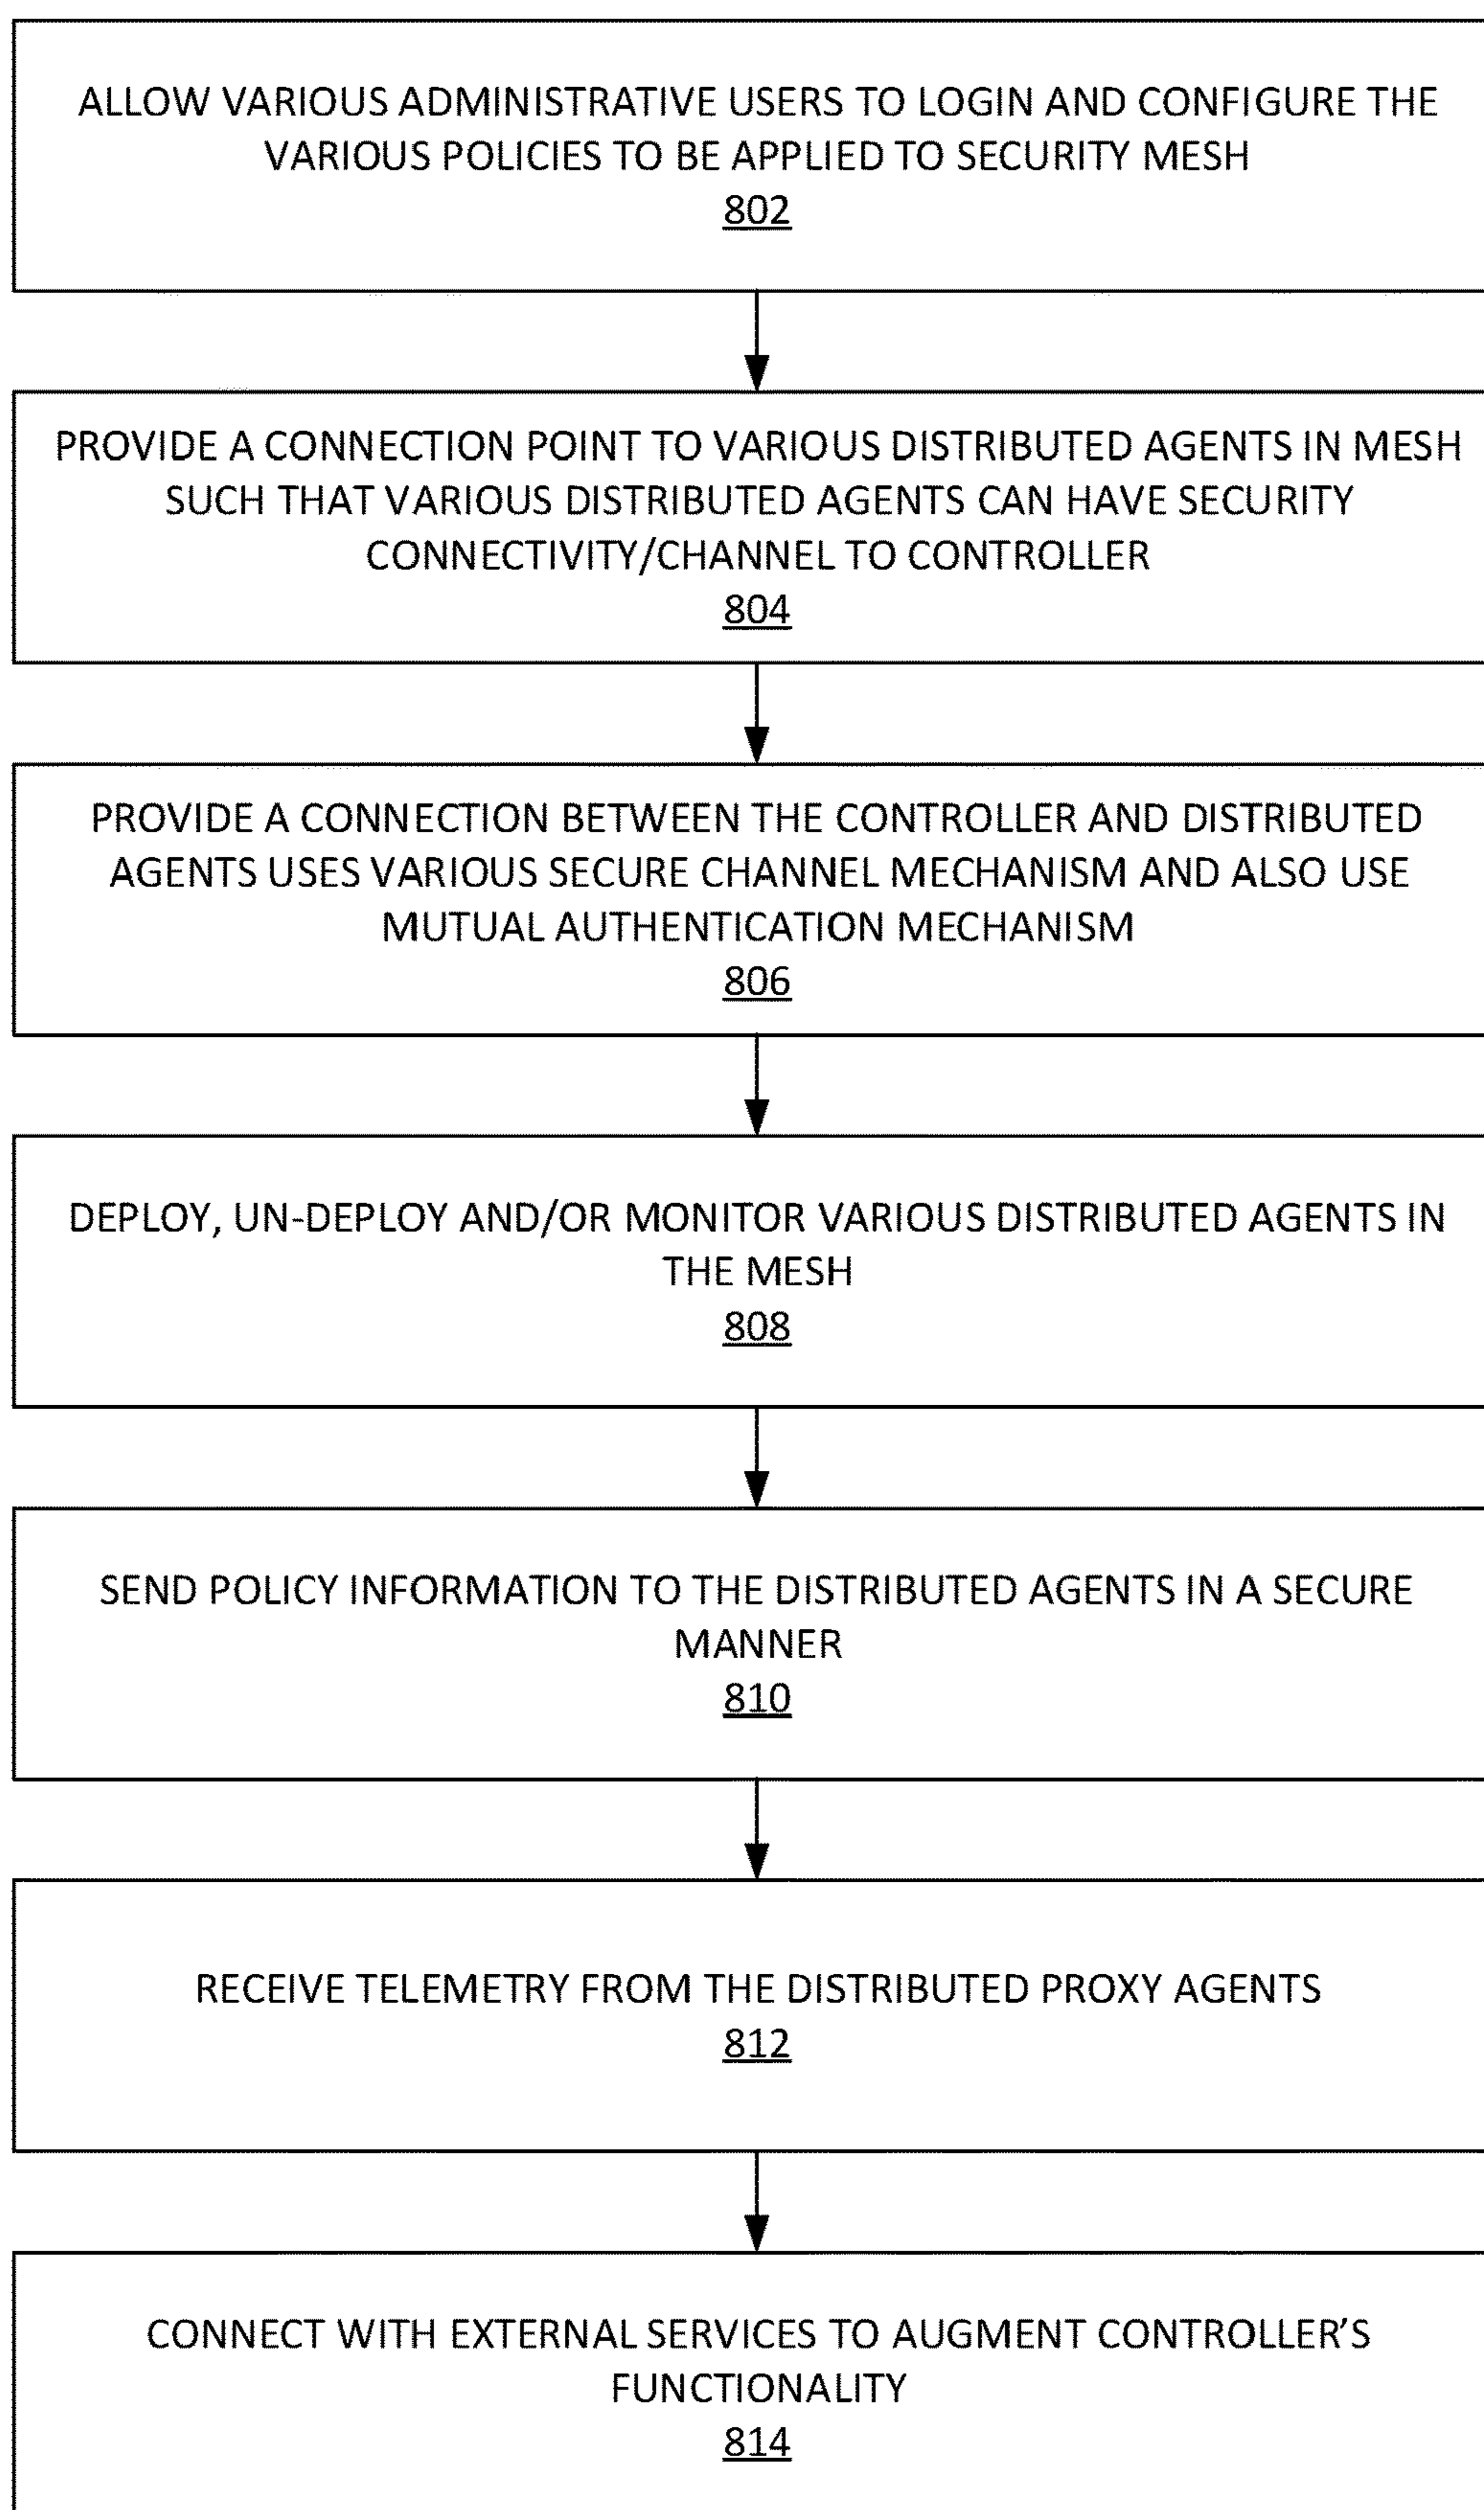 ALLOW VARIOUS ADMINISTRATIVE USERS TO LOGIN AND CONFIGURE THE
VARIOUS POLICIES TO BE APPLIED TO SECURITY MESH
802
PROVIDE A CONNECTION POINT TO VARIOUS DISTRIBUTED AGENTS IN MESH
SUCH THAT VARIOUS DISTRIBUTED AGENTS CAN HAVE SECURITY
CONNECTIVITY/CHANNEL TO CONTROLLER
804
PROVIDE A CONNECTION BETWEEN THE CONTROLLER AND DISTRIBUTED
AGENTS USES VARIOUS SECURE CHANNEL MECHANISM AND ALSO USE
MUTUAL AUTHENTICATION MECHANISM
806
DEPLOY, UN-DEPLOY AND/OR MONITOR VARIOUS DISTRIBUTED AGENTS IN
THE MESH
808
SEND POLICY INFORMATION TO THE DISTRIBUTED AGENTS IN A SECURE
MANNER
810
RECEIVE TELEMETRY FROM THE DISTRIBUTED PROXY AGENTS
812
CONNECT WITH EXTERNAL SERVICES TO AUGMENT CONTROLLER’S
FUNCTIONALITY
814